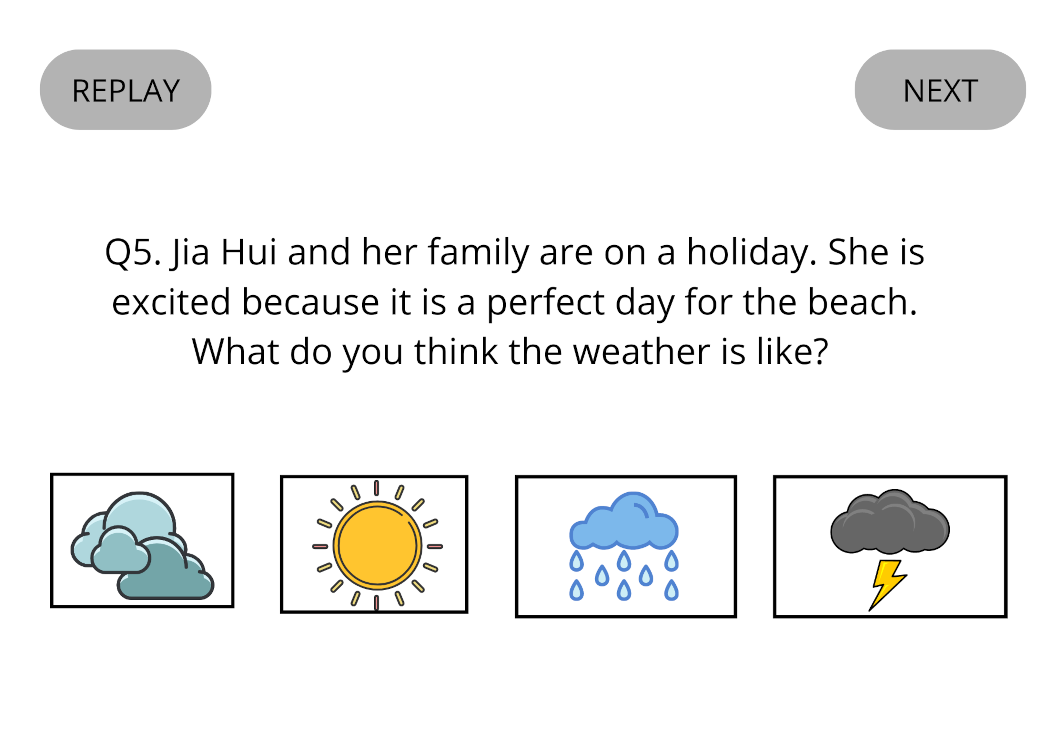 REPLAY
NEXT
Q5. Jia Hui and her family are on a holiday. She is
excited because it is a perfect day for the beach.
What do you think the weather is like?